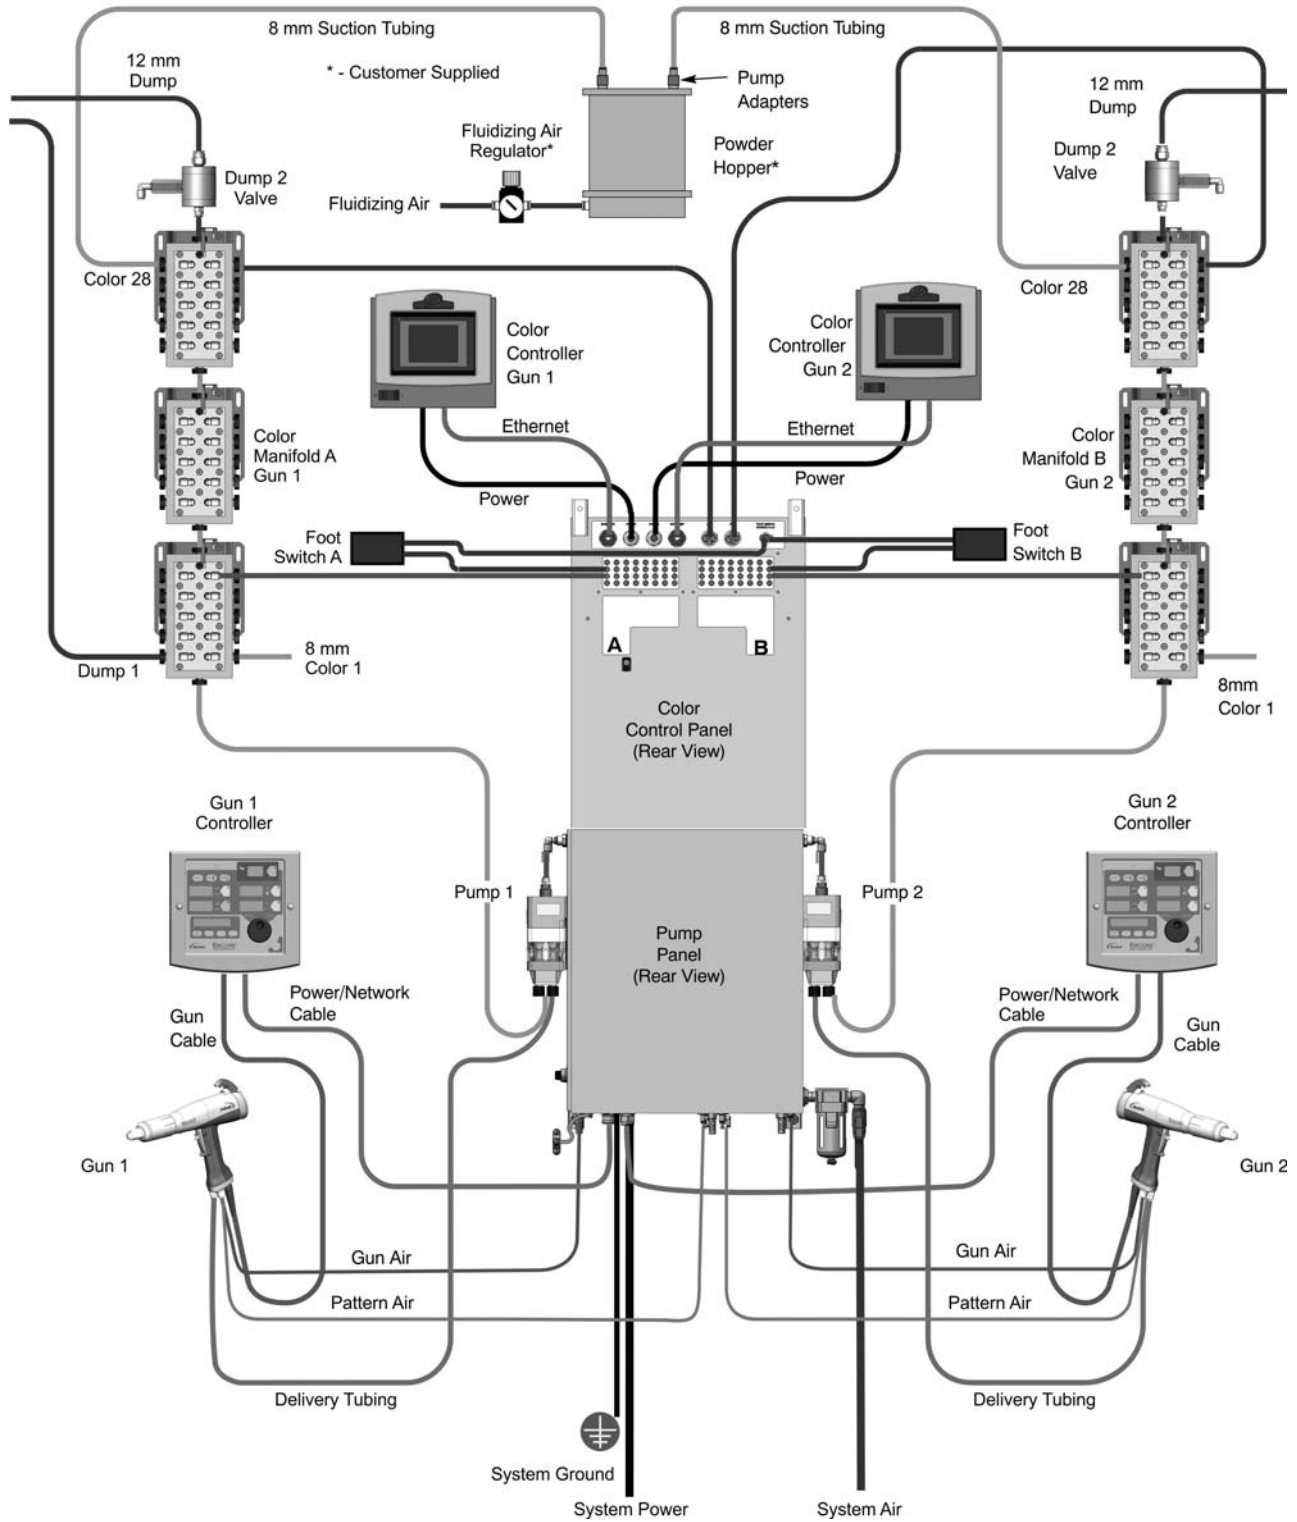 8 mm Suction Tubing
8 mm Suction Tubing
* - Customer Supplied
12 mm
Dump
Pump
Adapters
12 mm
Dump
Fluidizing Air
Regulator*
Powder
Hopper*
Dump 2
Valve
Dump 2
Valve
Fluidizing Air
Color 28
Color 28
Color
Controller
Gun 1
Color
Controller
Gun 2
Ethernet
Ethernet
Color
Manifold A
Gun 1
Color
Manifold B
Gun 2
Power
Power
Foot
Switch A
Foot
Switch B
A
B
Dump 1
8 mm
Color 1
8mm
Color 1
Color
Control Panel
(Rear View)
Gun 1
Controller
Gun 2
Controller
Pump 1
Pump 2
Pump
Panel
(Rear View)
Power/Network
Cable
Power/Network
Cable
Gun
Cable
Gun
Cable
Gun 1
Gun 2
Gun Air
Gun Air
Pattern Air
Pattern Air
Delivery Tubing
Delivery Tubing
System Ground
System Power
System Air